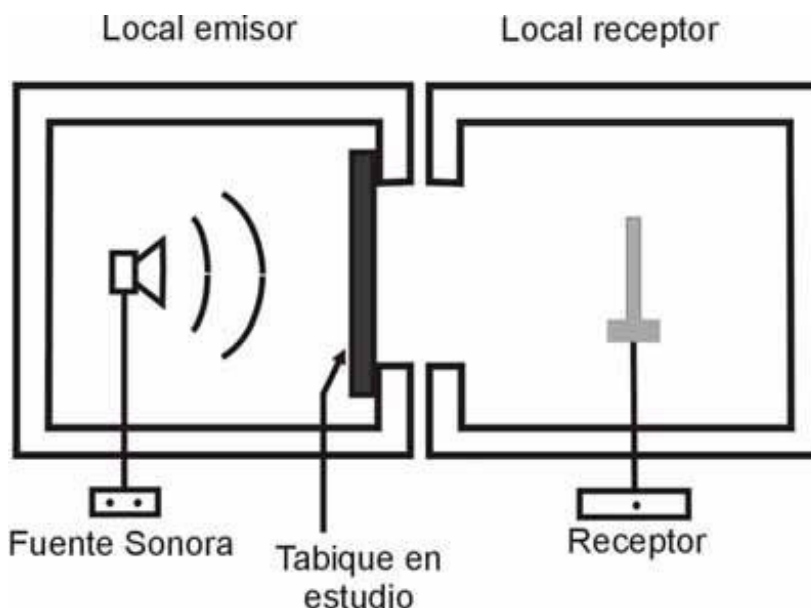 Local emisor
Local receptor
Fuente Sonora
Tabique en
estudio
Receptor